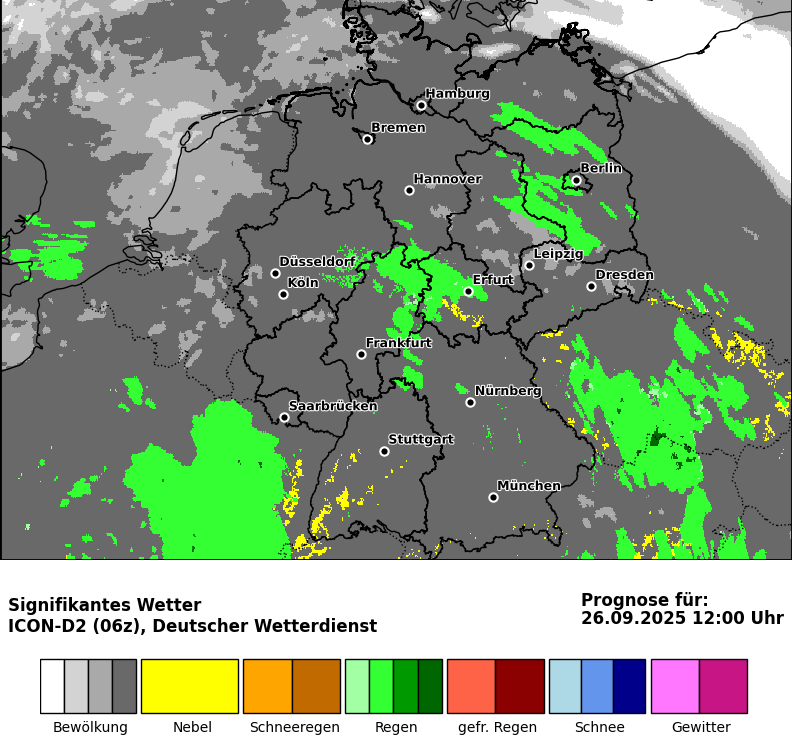 Hamburg
Bremen
Berlin
Hannover
Leipzig
Düsseldorf
Dresden
Köln
Erfurt
Frankfurt
Nürnberg
Saarbrücken
Stuttgart
München
Signifikantes Wetter
ICON-D2 (06z), Deutscher Wetterdienst
Prognose für:
26.09.2025 12:00 Uhr
Bewölkung Nebel Schneeregen Regen gefr. Regen Schnee Gewitter